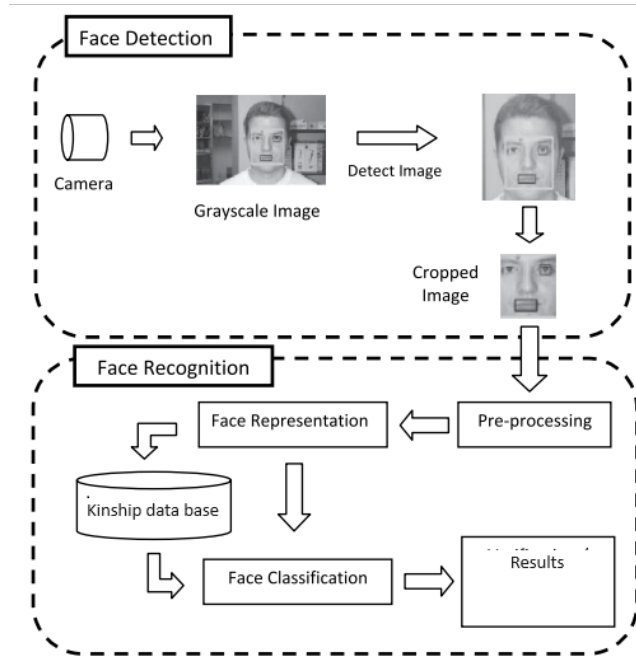 Face Detection
Camera
Grayscale Image
Detect Image
Cropped
Image
Face Recognition
Pre-processing
Face Representation
Kinship data base
Face Classification
Results